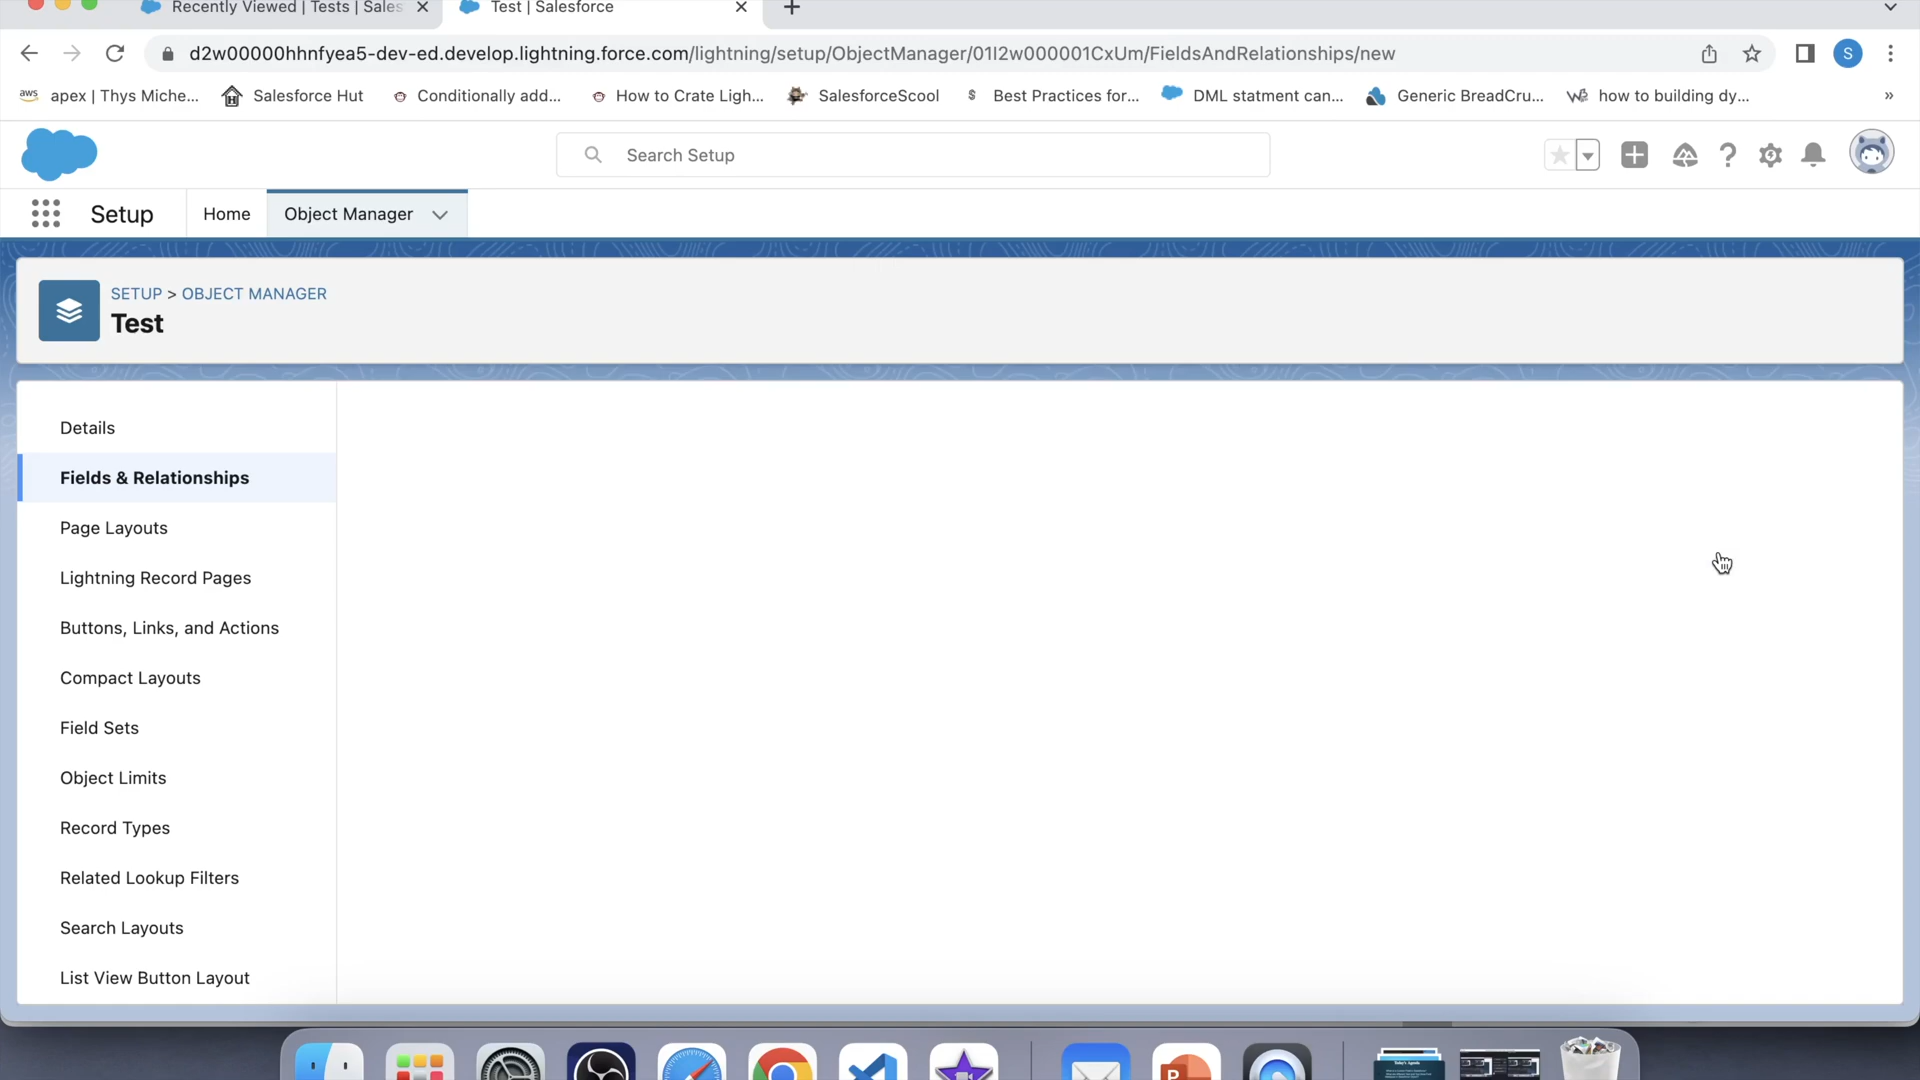 Recently Viewed | Tests | Sales
Test | Salesforce
d2w00000hhnfyea5-dev-ed.develop.lightning.force.com/lightning/setup/ObjectManager/01I2w000001CxUm/FieldsAndRelationships/new
S
aws apex | Thys Miche...
Salesforce Hut
Conditionally add...
How to Crate Ligh...
SalesforceScool
$ Best Practices for...
DML statment can...
Generic BreadCru...
how to building dy...
»
Search Setup
Setup
Home
Object Manager
SETUP > OBJECT MANAGER
Test
Details
Fields & Relationships
Page Layouts
Lightning Record Pages
Buttons, Links, and Actions
Compact Layouts
Field Sets
Object Limits
Record Types
Related Lookup Filters
Search Layouts
List View Button Layout
P